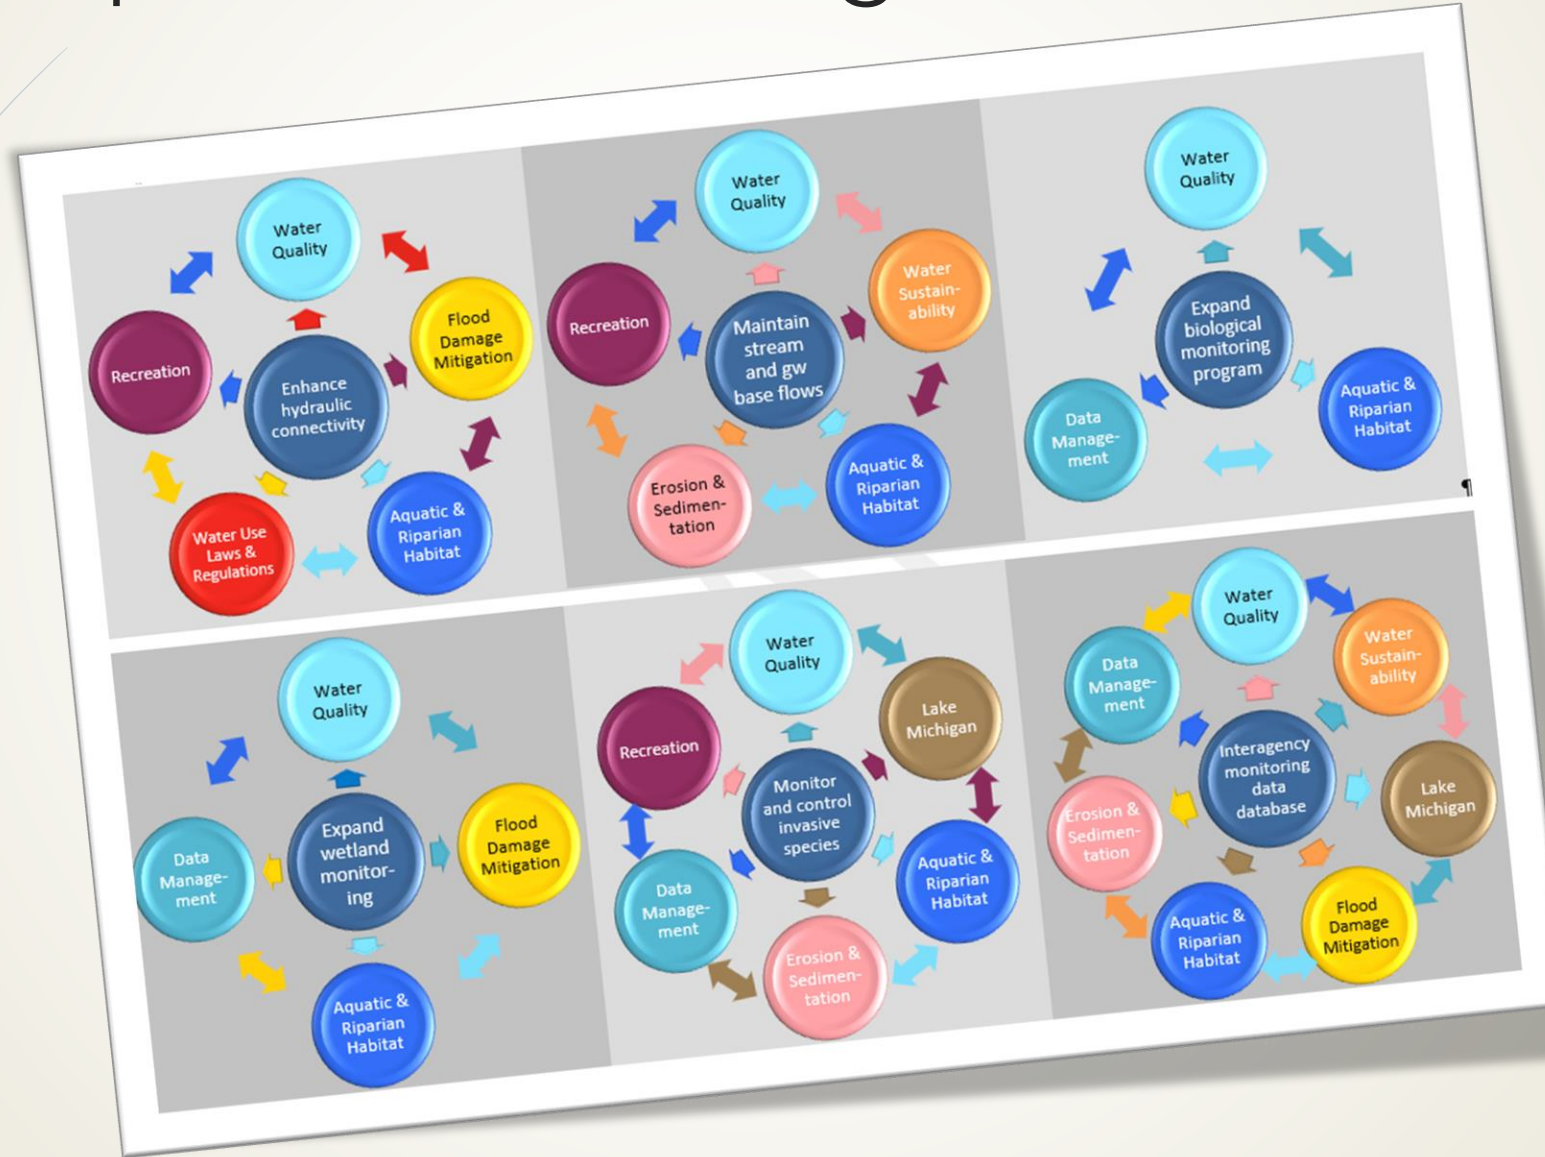 Water
Quality
Flood
Damage
Mitigation
Recreation
Enhance
hydraulic
connectivity
Water Use
Laws &
Regulations
Aquatic &
Riparian
Habitat
Water
Quality
Water
Sustain-
ability
Recreation
Maintain
stream
and gw
base flows
Erosion &
Sedimen-
tation
Aquatic &
Riparian
Habitat
Water
Quality
Expand
biological
monitoring
program
Data
Manage-
ment
Aquatic &
Riparian
Habitat
¶
Water
Quality
Expand
wetland
monitor-
ing
Flood
Damage
Mitigation
Data
Manage-
ment
Aquatic &
Riparian
Habitat
Water
Quality
Lake
Michigan
Recreation
Monitor
and control
invasive
species
Data
Manage-
ment
Aquatic &
Riparian
Habitat
Erosion &
Sedimen-
tation
Water
Quality
Water
Sustain-
ability
Data
Manage-
ment
Interagency
monitoring
data
database
Lake
Michigan
Erosion &
Sedimen-
tation
Aquatic &
Riparian
Habitat
Flood
Damage
Mitigation